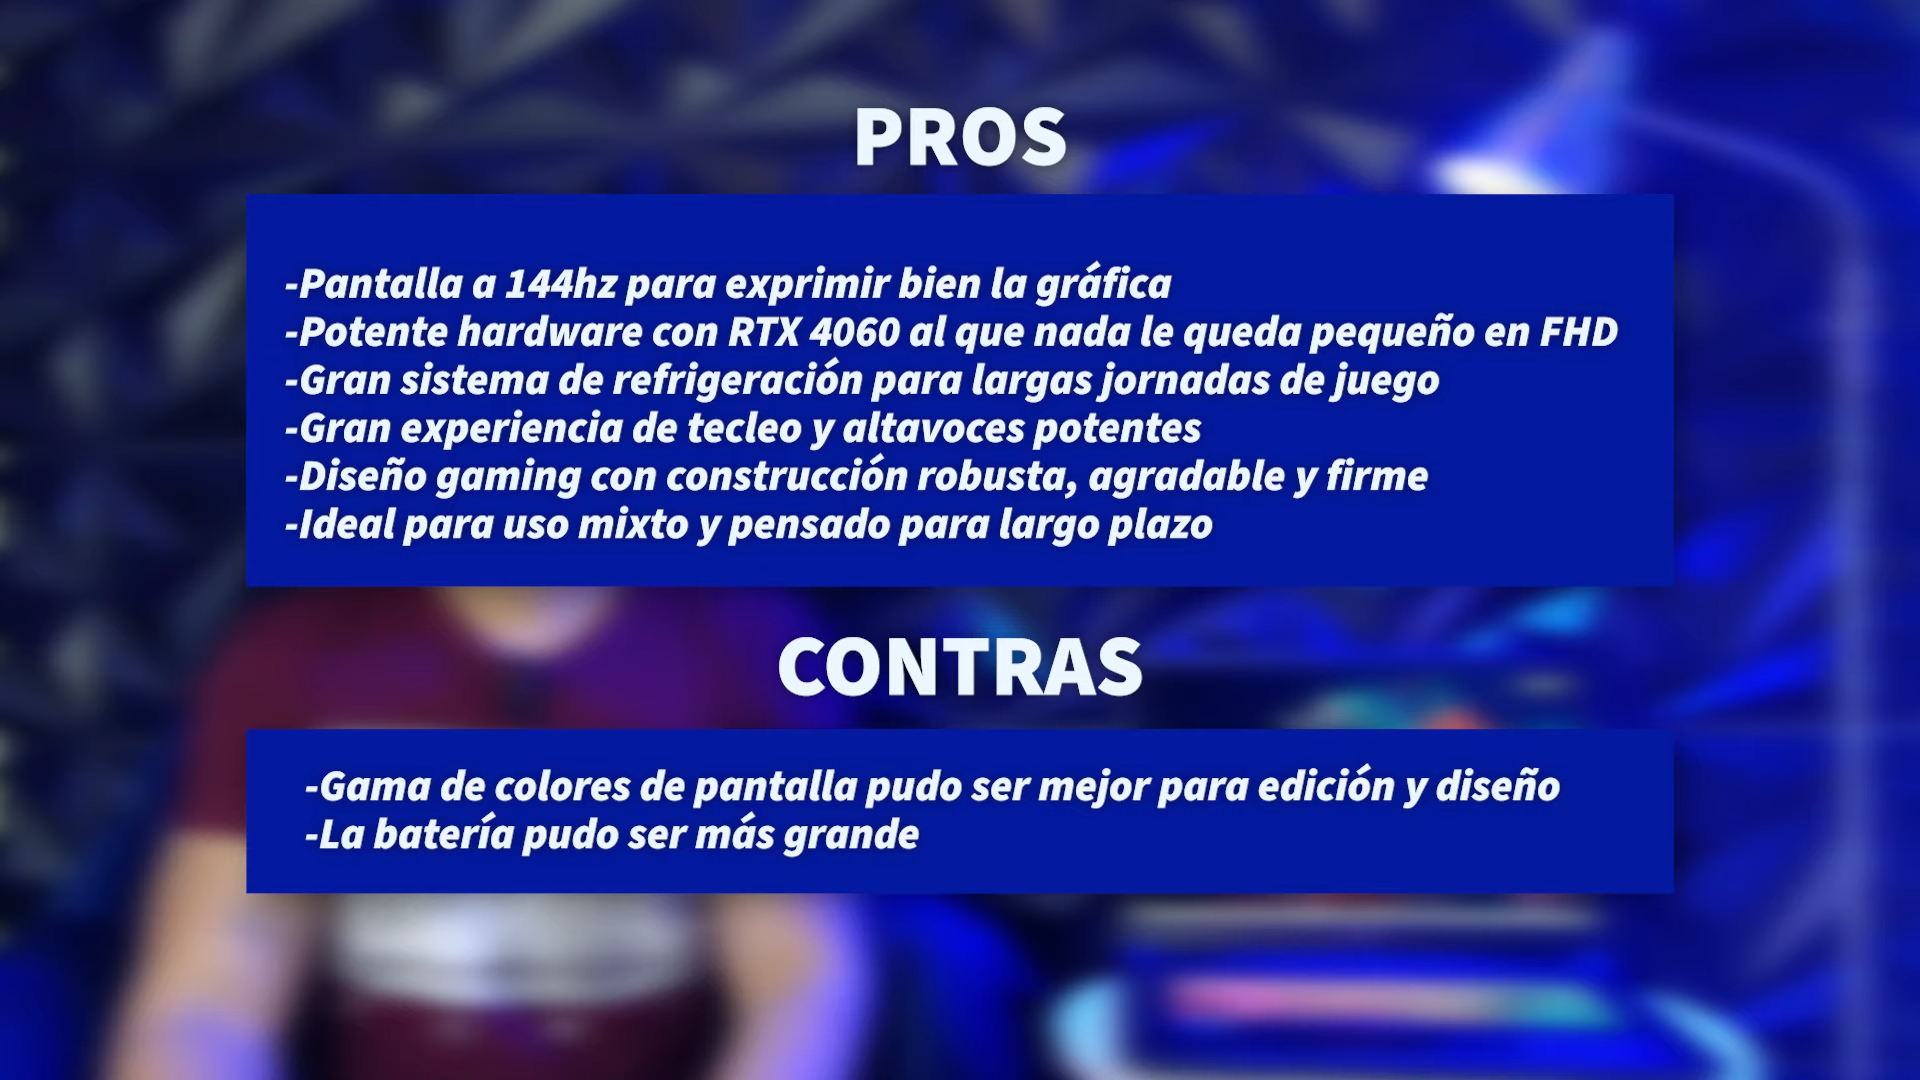 PROS
-Pantalla a 144hz para exprimir bien la gráfica
-Potente hardware con RTX 4060 al que nada le queda pequeño en FHD
-Gran sistema de refrigeración para largas jornadas de juego
-Gran experiencia de tecleo y altavoces potentes
-Diseño gaming con construcción robusta, agradable y firme
-Ideal para uso mixto y pensado para largo plazo
CONTRAS
-Gama de colores de pantalla pudo ser mejor para edición y diseño
-La batería pudo ser más grande